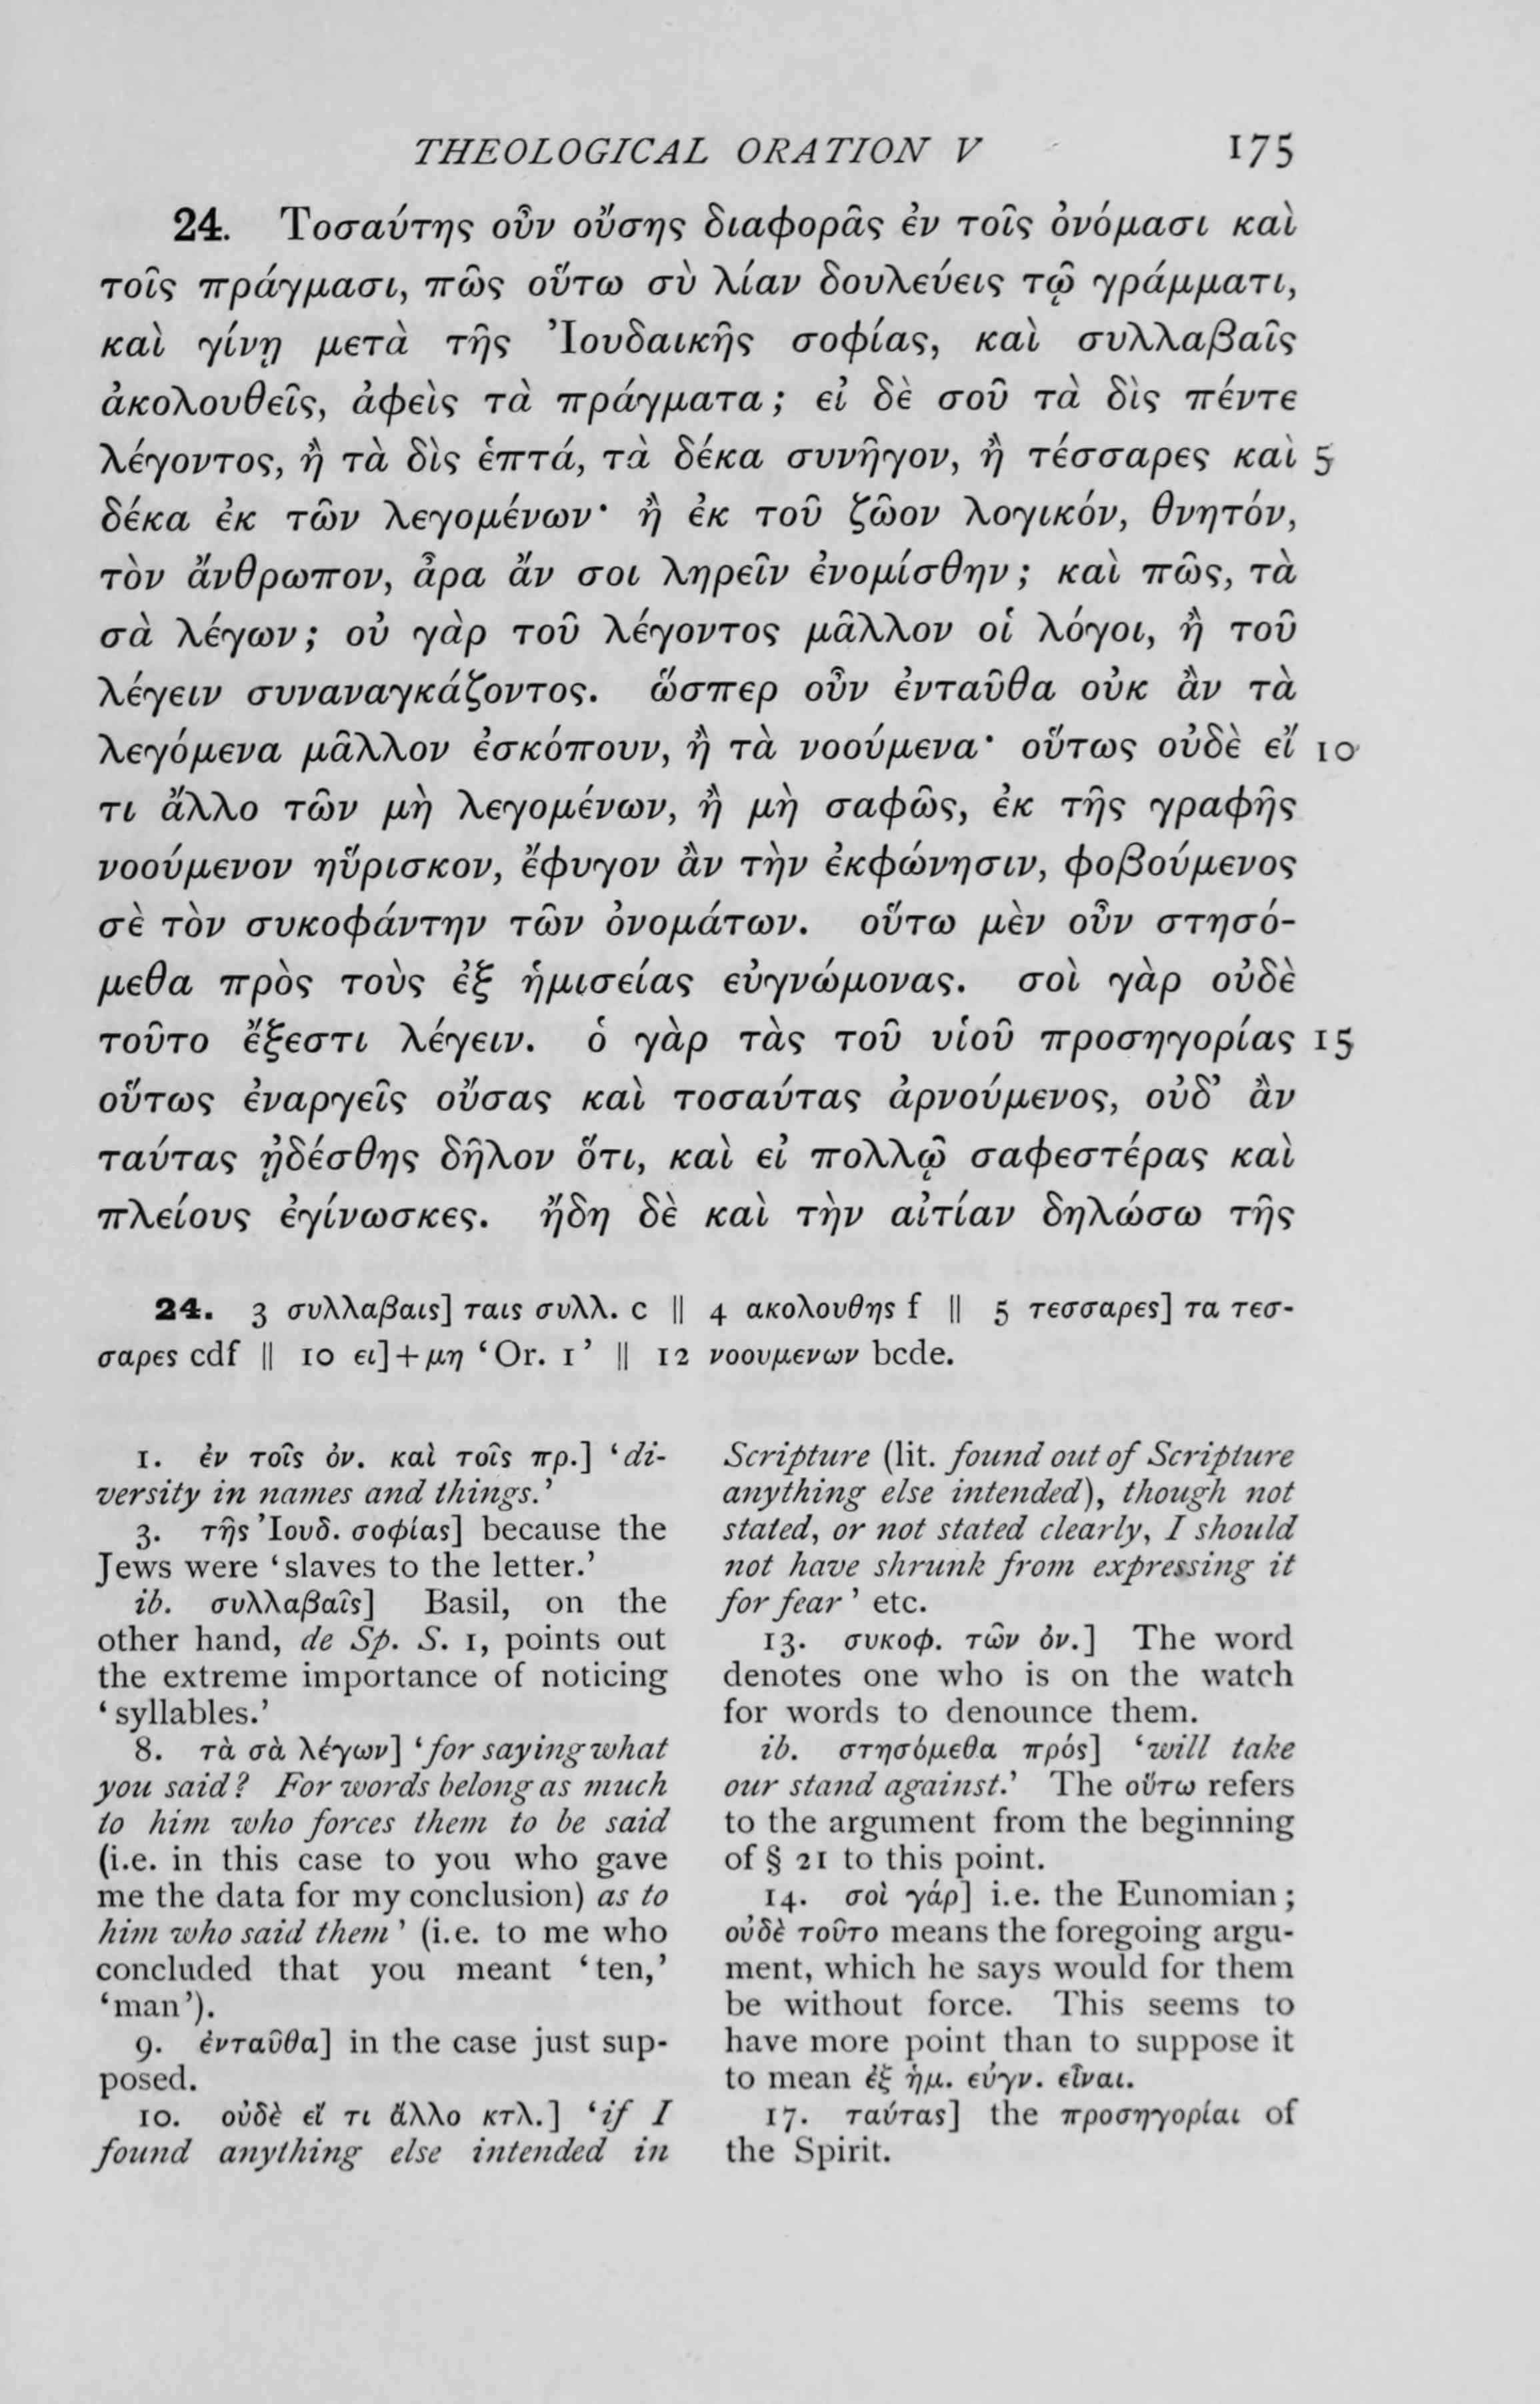 THEOLOGICAL ORATION V 175
24. Τοσαύτης οὖν οὔσης διαφορᾶς ἐν τοῖς ὀνόμασι καὶ
τοῖς πράγμασι, πῶς οὕτω σὺ λίαν δουλεύεις τῷ γράμματι,
καὶ γίνῃ μετὰ τῆς Ἰουδαικῆς σοφίας, καὶ συλλαβαῖς
ἀκολουθεῖς, ἀφεὶς τὰ πράγματα; εἰ δὲ σοῦ τὰ δὶς πέντε
λέγοντος, ἢ τὰ δὶς ἑπτά, τὰ δέκα συνῆγον, ἢ τέσσαρες καὶ 5
δέκα ἐκ τῶν λεγομένων· ἢ ἐκ τοῦ ζῶον λογικόν, θνητόν,
τὸν ἄνθρωπον, ἆρα ἄν σοι ληρεῖν ἐνομίσθην; καὶ πῶς, τὰ
σὰ λέγων; οὐ γὰρ τοῦ λέγοντος μᾶλλον οἱ λόγοι, ἢ τοῦ
λέγειν συναναγκάζοντος. ὥσπερ οὖν ἐνταῦθα οὐκ ἂν τὰ
λεγόμενα μᾶλλον ἐσκόπουν, ἢ τὰ νοούμενα· οὕτως οὐδὲ εἴ 10
τι ἄλλο τῶν μὴ λεγομένων, ἢ μὴ σαφῶς, ἐκ τῆς γραφῆς
νοούμενον ηὕρισκον, ἔφυγον ἂν τὴν ἐκφώνησιν, φοβούμενος
σὲ τὸν συκοφάντην τῶν ὀνομάτων. οὕτω μὲν οὖν στησό-
μεθα πρὸς τοὺς ἐξ ἡμισείας εὐγνώμονας. σοὶ γὰρ οὐδὲ
τοῦτο ἔξεστι λέγειν. ὁ γὰρ τὰς τοῦ υἱοῦ προσηγορίας 15
οὕτως ἐναργεῖς οὔσας καὶ τοσαύτας ἀρνούμενος, οὐδ’ ἂν
ταύτας ᾐδέσθης δῆλον ὅτι, καὶ εἰ πολλῷ σαφεστέρας καὶ
πλείους ἐγίνωσκες. ἤδη δὲ καὶ τὴν αἰτίαν δηλώσω τῆς
24. 3 συλλαβαις] ταις συλλ. c || 4 ακολουθης f || 5 τεσσαρες] τα τεσ-
σαρες cdf || 10 ει]+μη ‘Or. 1’ || 12 νοουμενων bcde.
1. ἐν τοῖς ὀν. καὶ τοῖς πρ.] ‘di-
versity in names and things.’
3. τῆς Ἰουδ. σοφίας] because the
Jews were ‘slaves to the letter.’
ib. συλλαβαῖς] Basil, on the
other hand, de Sp. S. 1, points out
the extreme importance of noticing
‘syllables.’
8. τὰ σὰ λέγων] ‘for saying what
you said? For words belong as much
to him who forces them to be said
(i.e. in this case to you who gave
me the data for my conclusion) as to
him who said them’ (i.e. to me who
concluded that you meant ‘ten,’
‘man’).
9. ἐνταῦθα] in the case just sup-
posed.
10. οὐδὲ εἴ τι ἄλλο κτλ.] ‘if I
found anything else intended in
Scripture (lit. found out of Scripture
anything else intended), though not
stated, or not stated clearly, I should
not have shrunk from expressing it
for fear’ etc.
13. συκοφ. τῶν ὀν.] The word
denotes one who is on the watch
for words to denounce them.
ib. στησόμεθα πρός] ‘will take
our stand against.’ The οὕτω refers
to the argument from the beginning
of § 21 to this point.
14. σοὶ γάρ] i.e. the Eunomian;
οὐδὲ τοῦτο means the foregoing argu-
ment, which he says would for them
be without force. This seems to
have more point than to suppose it
to mean ἐξ ἡμ. εὐγν. εἶναι.
17. ταύτας] the προσηγορίαι of
the Spirit.